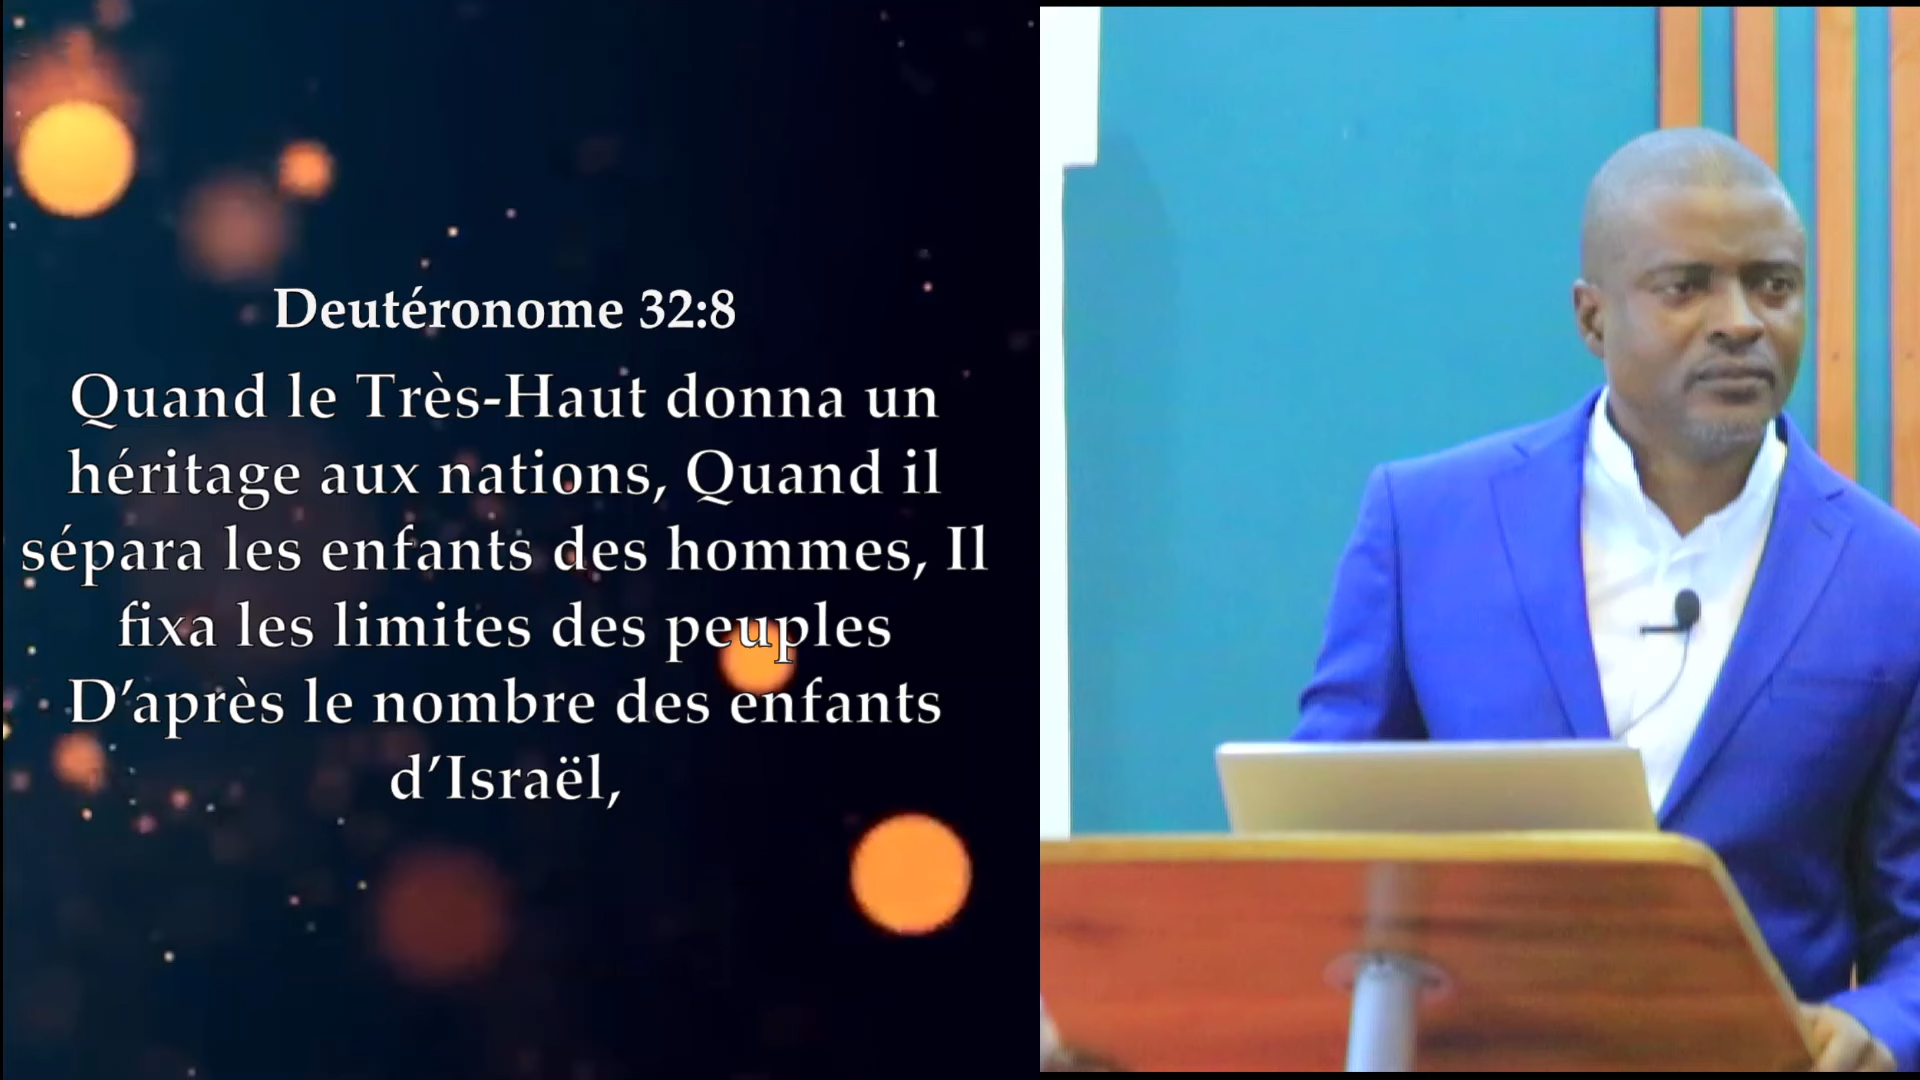 Deutéronome 32:8
Quand le Très-Haut donna un
héritage aux nations, Quand il
sépara les enfants des hommes, Il
fixa les limites des peuples
D’après le nombre des enfants
d’Israël,